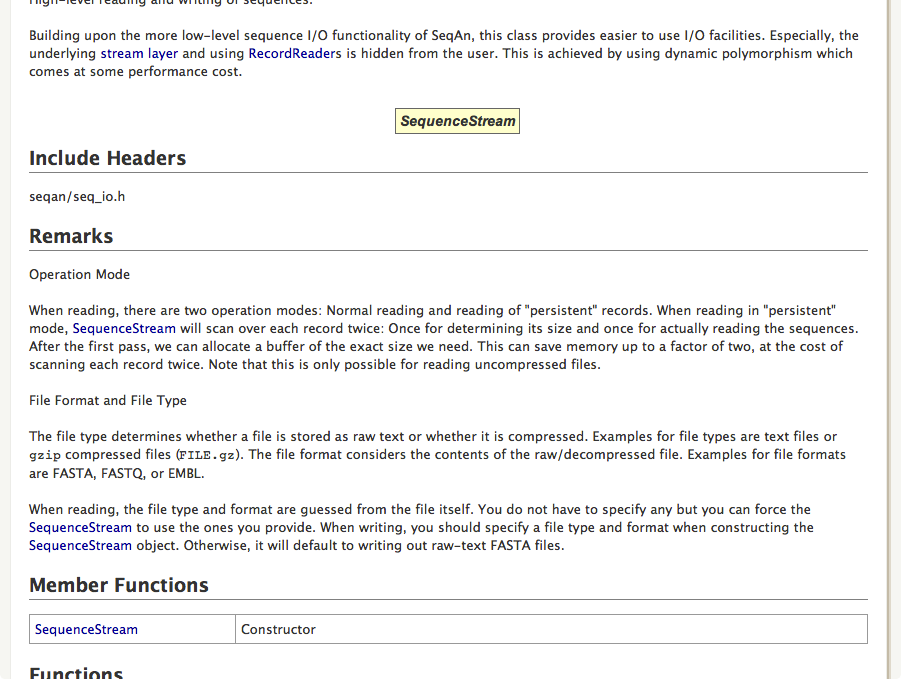 High-level reading and writing of sequences.
Building upon the more low-level sequence I/O functionality of SeqAn, this class provides easier to use I/O facilities. Especially, the
underlying stream layer and using RecordReaders is hidden from the user. This is achieved by using dynamic polymorphism which
comes at some performance cost.
SequenceStream
Include Headers
seqan/seq_io.h
Remarks
Operation Mode
When reading, there are two operation modes: Normal reading and reading of "persistent" records. When reading in "persistent"
mode, SequenceStream will scan over each record twice: Once for determining its size and once for actually reading the sequences.
After the first pass, we can allocate a buffer of the exact size we need. This can save memory up to a factor of two, at the cost of
scanning each record twice. Note that this is only possible for reading uncompressed files.
File Format and File Type
The file type determines whether a file is stored as raw text or whether it is compressed. Examples for file types are text files or
gzip compressed files (FILE.gz). The file format considers the contents of the raw/decompressed file. Examples for file formats
are FASTA, FASTQ, or EMBL.
When reading, the file type and format are guessed from the file itself. You do not have to specify any but you can force the
SequenceStream to use the ones you provide. When writing, you should specify a file type and format when constructing the
SequenceStream object. Otherwise, it will default to writing out raw-text FASTA files.
Member Functions
SequenceStream Constructor
Functions